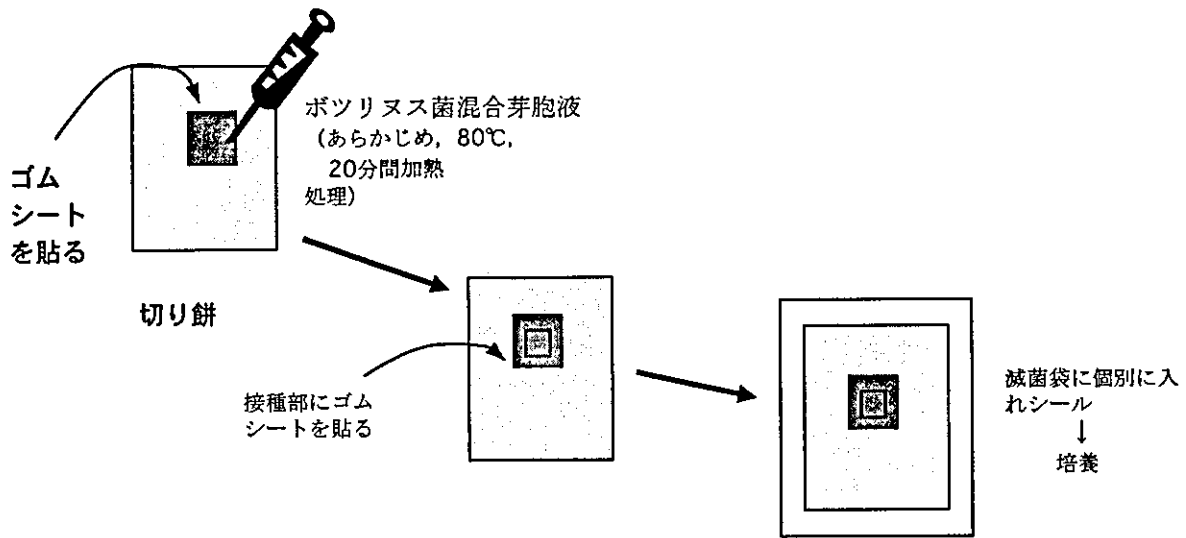 ゴム
シート
を貼る
ボツリヌス菌混合芽胞液
(あらかじめ, 80℃,
20分間加熱
処理)
切り餅
接種部にゴム
シートを貼る
滅菌袋に個別に入
れシール
↓
培養